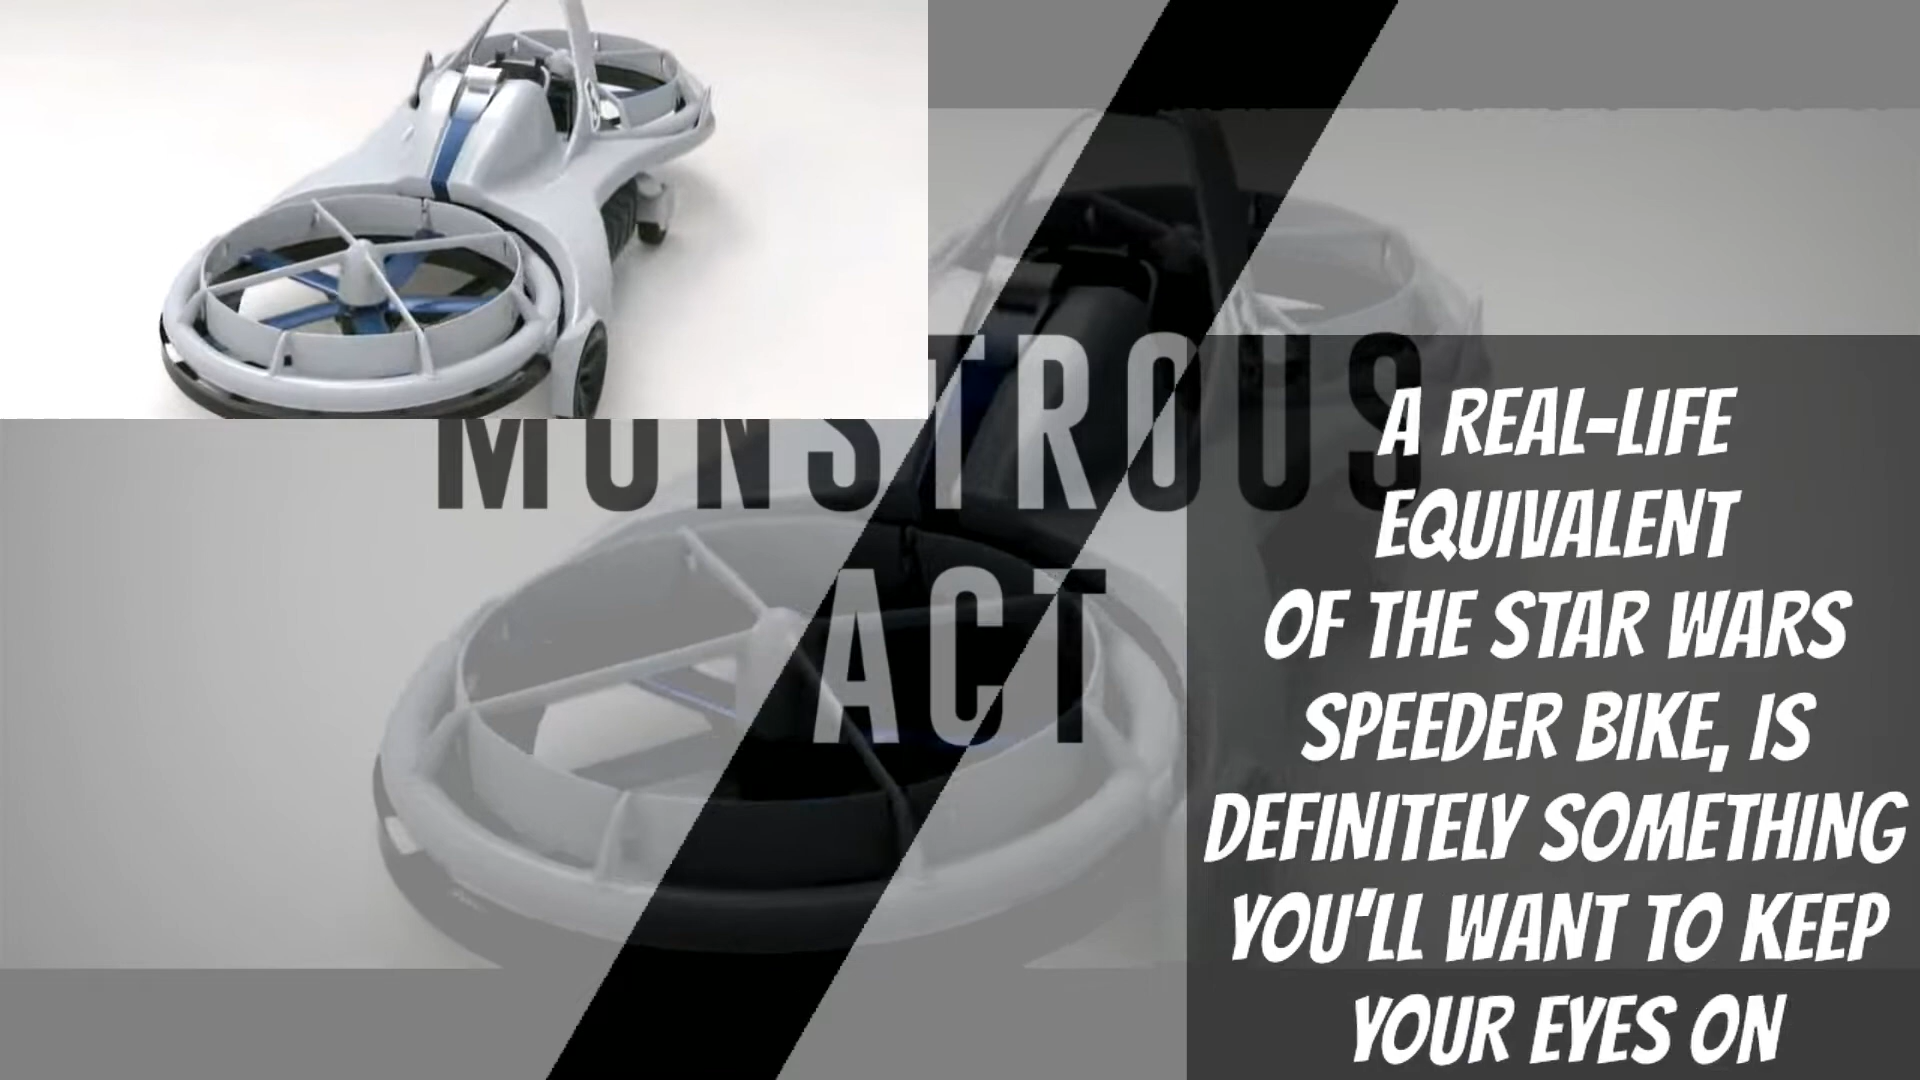 MONSTROUS
ACT
A REAL-LIFE
EQUIVALENT
OF THE STAR WARS
SPEEDER BIKE, IS
DEFINITELY SOMETHING
YOU'LL WANT TO KEEP
YOUR EYES ON